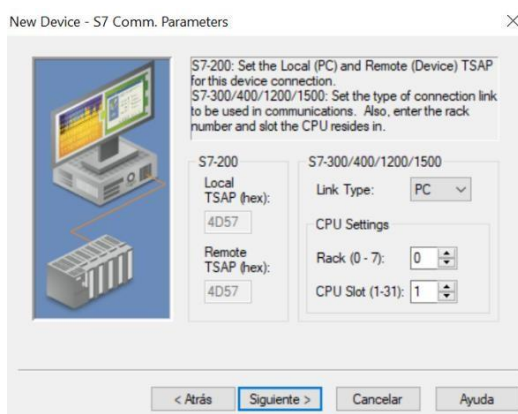 New Device - S7 Comm. Parameters
S7-200: Set the Local (PC) and Remote (Device) TSAP
for this device connection.
S7-300/400/1200/1500: Set the type of connection link
to be used in communications. Also, enter the rack
number and slot the CPU resides in.
S7-200
Local
TSAP (hex):
4D57
Remote
TSAP (hex):
4D57
S7-300/400/1200/1500
Link Type: PC
CPU Settings
Rack (0 - 7): 0
CPU Slot (1-31): 1
< Atrás Siguiente > Cancelar Ayuda